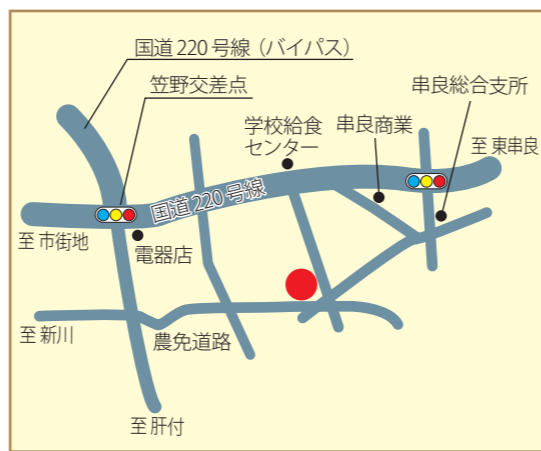 国道220号線(バイパス)
笠野交差点
串良総合支所
学校給食
センター
串良商業
至 東串良
国道220号線
至 市街地
電器店
至 新川
農免道路
至 肝付